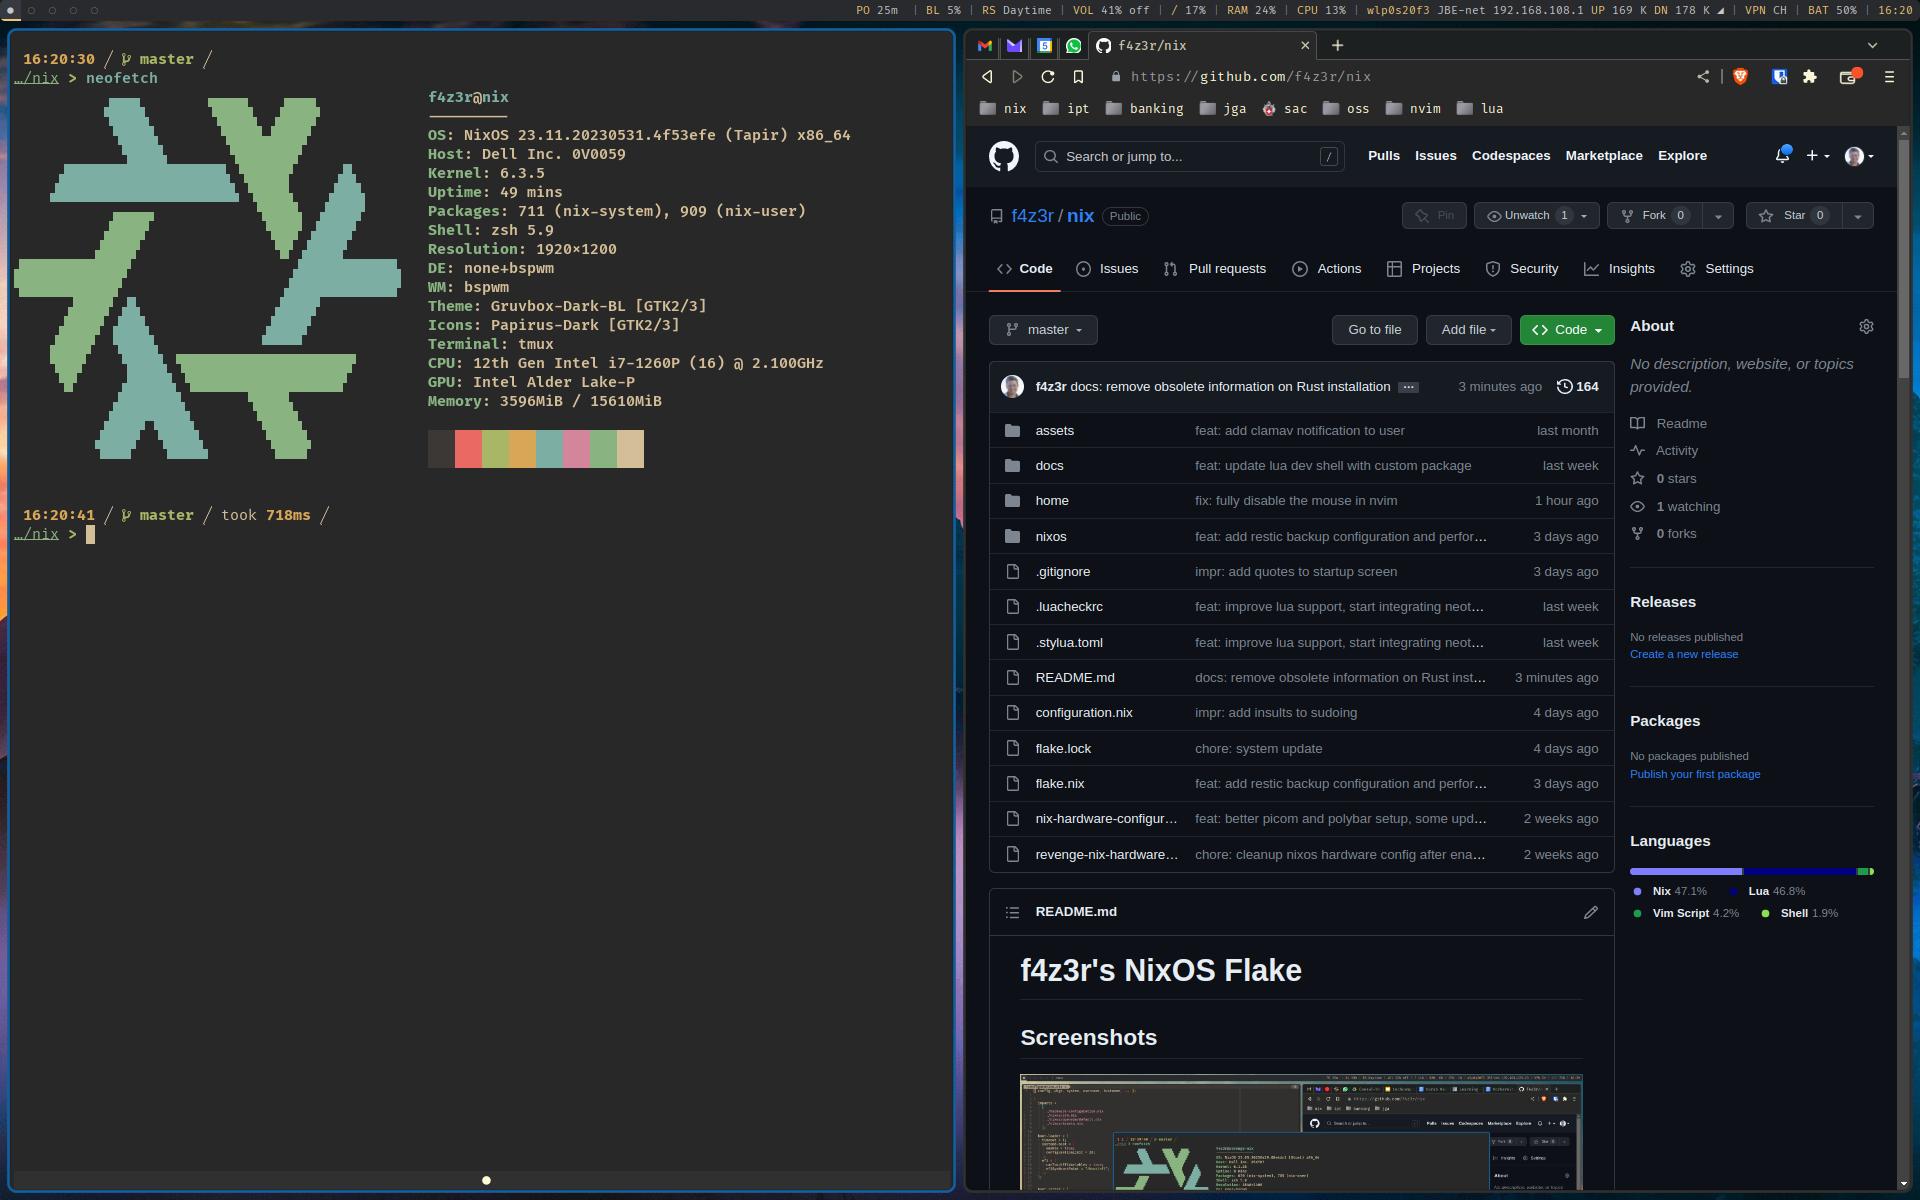 PO 25m | BL 5% | RS Daytime | VOL 41% off | / 17% | RAM 24% | CPU 13% | wlp0s20f3 JBE-net 192.168.108.1 UP 169 K DN 178 K | VPN CH | BAT 50% | 16:20
16:20:30 / master /
…/nix > neofetch
f4z3r@nix
OS: NixOS 23.11.20230531.4f53efe (Tapir) x86_64
Host: Dell Inc. 0V0059
Kernel: 6.3.5
Uptime: 49 mins
Packages: 711 (nix-system), 909 (nix-user)
Shell: zsh 5.9
Resolution: 1920×1200
DE: none+bspwm
WM: bspwm
Theme: Gruvbox-Dark-BL [GTK2/3]
Icons: Papirus-Dark [GTK2/3]
Terminal: tmux
CPU: 12th Gen Intel i7-1260P (16) @ 2.100GHz
GPU: Intel Alder Lake-P
Memory: 3596MiB / 15610MiB
16:20:41 / master / took 718ms /
…/nix >
5 f4z3r/nix
https://github.com/f4z3r/nix
nix ipt banking jga sac oss nvim lua
Search or jump to... / Pulls Issues Codespaces Marketplace Explore
f4z3r / nix Public Pin Unwatch 1 Fork 0 Star 0
Code Issues Pull requests Actions Projects Security Insights Settings
master Go to file Add file Code
f4z3r docs: remove obsolete information on Rust installation ... 3 minutes ago 164
assets feat: add clamav notification to user last month
docs feat: update lua dev shell with custom package last week
home fix: fully disable the mouse in nvim 1 hour ago
nixos feat: add restic backup configuration and perfor… 3 days ago
.gitignore impr: add quotes to startup screen 3 days ago
.luacheckrc feat: improve lua support, start integrating neot… last week
.stylua.toml feat: improve lua support, start integrating neot… last week
README.md docs: remove obsolete information on Rust inst… 3 minutes ago
configuration.nix impr: add insults to sudoing 4 days ago
flake.lock chore: system update 4 days ago
flake.nix feat: add restic backup configuration and perfor… 3 days ago
nix-hardware-configur… feat: better picom and polybar setup, some upd… 2 weeks ago
revenge-nix-hardware… chore: cleanup nixos hardware config after ena… 2 weeks ago
README.md
f4z3r's NixOS Flake
Screenshots
About
No description, website, or topics
provided.
Readme
Activity
0 stars
1 watching
0 forks
Releases
No releases published
Create a new release
Packages
No packages published
Publish your first package
Languages
Nix 47.1% Lua 46.8%
Vim Script 4.2% Shell 1.9%